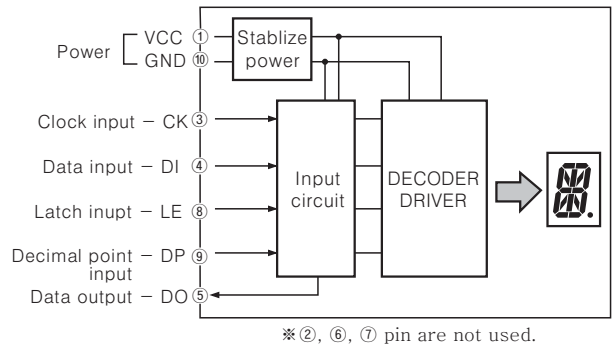 Power
VCC ①
GND ⑩
Stablize
power
Clock input − CK ③
Data input − DI ④
Latch inupt − LE ⑧
Decimal point − DP ⑨
input
Data output − DO ⑤
Input
circuit
DECODER
DRIVER
※②, ⑥, ⑦ pin are not used.